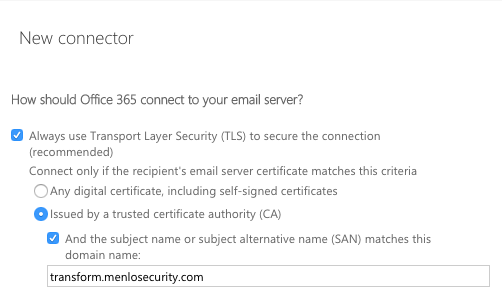 New connector
How should Office 365 connect to your email server?
Always use Transport Layer Security (TLS) to secure the connection
(recommended)
Connect only if the recipient's email server certificate matches this criteria
Any digital certificate, including self-signed certificates
Issued by a trusted certificate authority (CA)
And the subject name or subject alternative name (SAN) matches this
domain name:
transform.menlosecurity.com